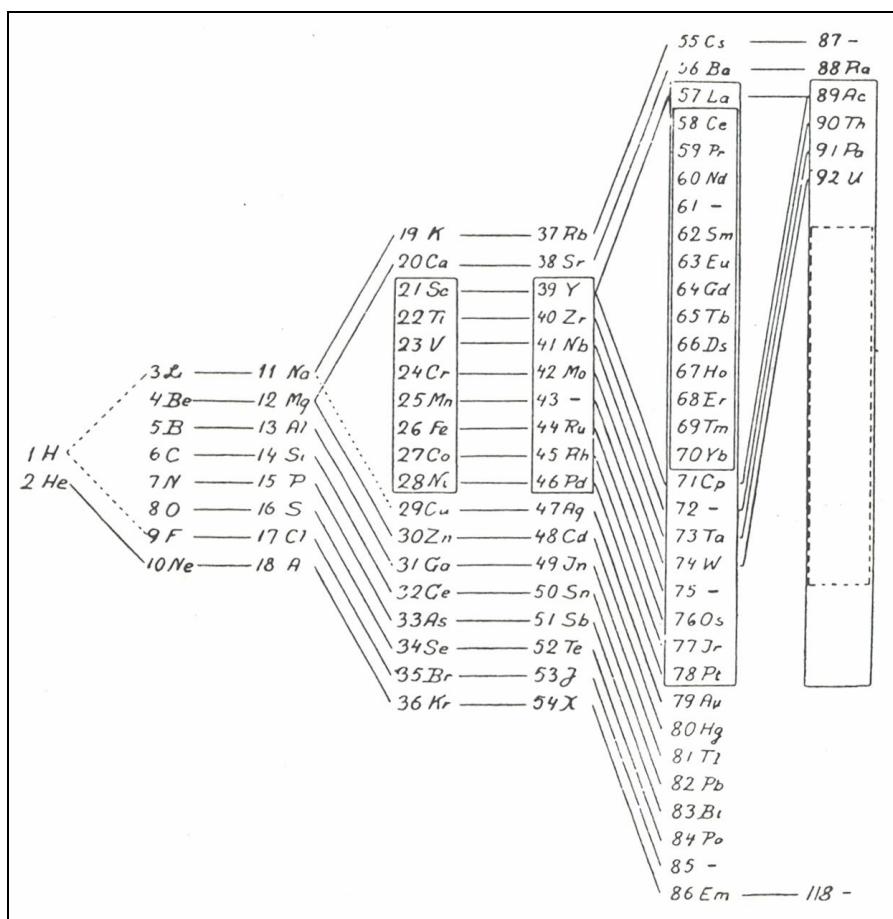 1 H
2 He
3 Li
4 Be
5 B
6 C
7 N
8 O
9 F
10 Ne
11 Na
12 Mg
13 Al
14 Si
15 P
16 S
17 Cl
18 A
19 K
20 Ca
21 Sc
22 Ti
23 V
24 Cr
25 Mn
26 Fe
27 Co
28 Ni
29 Cu
30 Zn
31 Ga
32 Ge
33 As
34 Se
35 Br
36 Kr
37 Rb
38 Sr
39 Y
40 Zr
41 Nb
42 Mo
43 -
44 Ru
45 Rh
46 Pd
47 Ag
48 Cd
49 Jn
50 Sn
51 Sb
52 Te
53 J
54 X
55 Cs
56 Ba
57 La
58 Ce
59 Pr
60 Nd
61 -
62 Sm
63 Eu
64 Gd
65 Tb
66 Ds
67 Ho
68 Er
69 Tm
70 Yb
71 Cp
72 -
73 Ta
74 W
75 -
76 Os
77 Jr
78 Pt
79 Au
80 Hg
81 Tl
82 Pb
83 Bi
84 Po
85 -
86 Em
87 -
88 Ra
89 Ac
90 Th
91 Pa
92 U
118 -